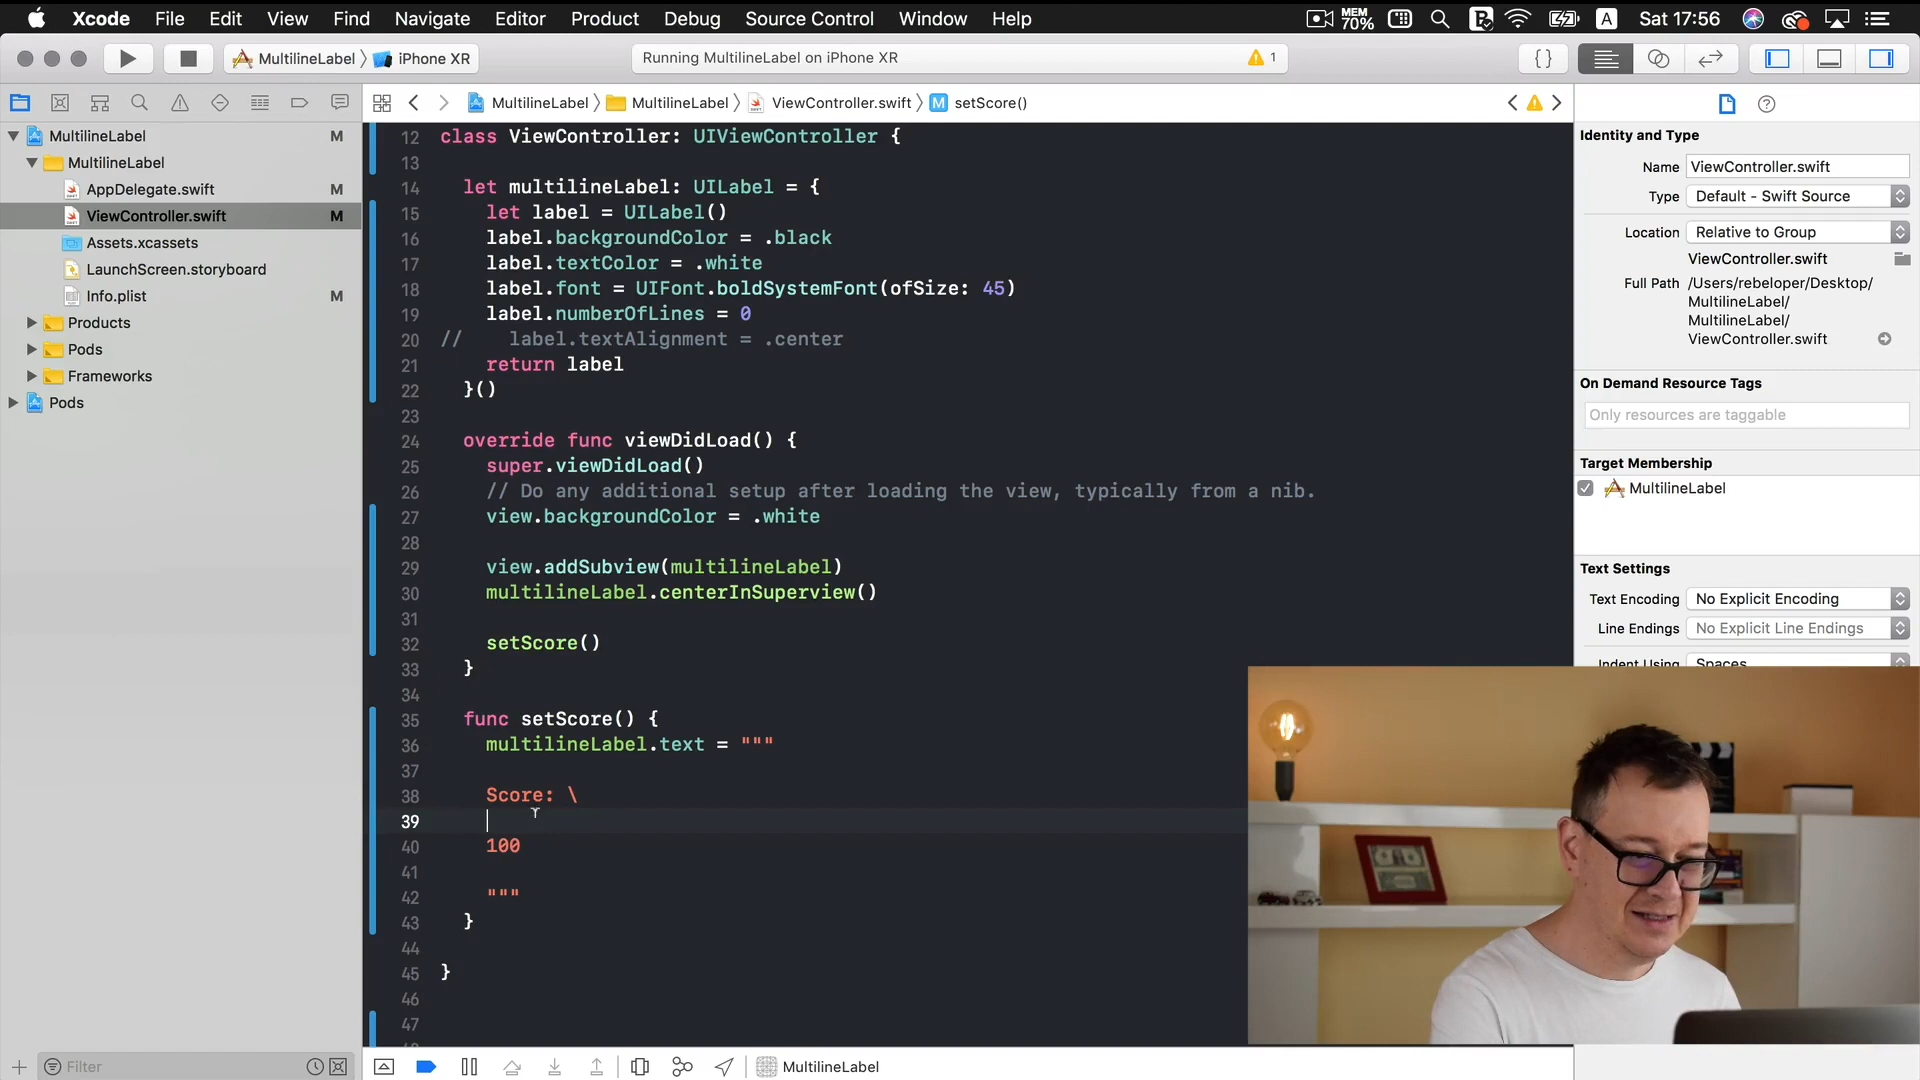 Xcode File Edit View Find Navigate Editor Product Debug Source Control Window Help MEM 70% A Sat 17:56
MultilineLabel iPhone XR Running MultilineLabel on iPhone XR 1 {}
MultilineLabel MultilineLabel ViewController.swift M setScore()
MultilineLabel M
MultilineLabel
AppDelegate.swift M
ViewController.swift M
Assets.xcassets
LaunchScreen.storyboard
Info.plist M
Products
Pods
Frameworks
Pods
Filter
12 class ViewController: UIViewController {
13
14 let multilineLabel: UILabel = {
15 let label = UILabel()
16 label.backgroundColor = .black
17 label.textColor = .white
18 label.font = UIFont.boldSystemFont(ofSize: 45)
19 label.numberOfLines = 0
20 // label.textAlignment = .center
21 return label
22 }()
23
24 override func viewDidLoad() {
25 super.viewDidLoad()
26 // Do any additional setup after loading the view, typically from a nib.
27 view.backgroundColor = .white
28
29 view.addSubview(multilineLabel)
30 multilineLabel.centerInSuperview()
31
32 setScore()
33 }
34
35 func setScore() {
36 multilineLabel.text = """
37
38 Score: \
39
40 100
41
42 """
43 }
44
45 }
46
47
MultilineLabel
Identity and Type
Name ViewController.swift
Type Default - Swift Source
Location Relative to Group
ViewController.swift
Full Path /Users/rebeloper/Desktop/
MultilineLabel/
MultilineLabel/
ViewController.swift
On Demand Resource Tags
Only resources are taggable
Target Membership
MultilineLabel
Text Settings
Text Encoding No Explicit Encoding
Line Endings No Explicit Line Endings
Indent Using Spaces